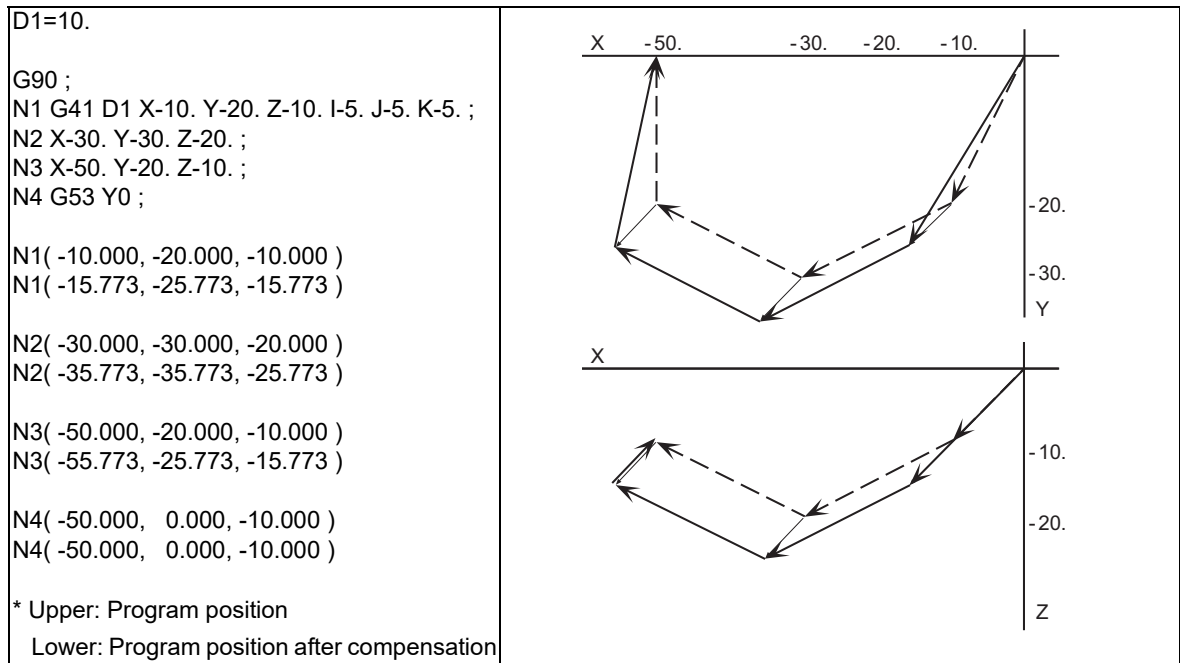 D1=10.
G90 ;
N1 G41 D1 X-10. Y-20. Z-10. I-5. J-5. K-5. ;
N2 X-30. Y-30. Z-20. ;
N3 X-50. Y-20. Z-10. ;
N4 G53 Y0 ;
N1( -10.000, -20.000, -10.000 )
N1( -15.773, -25.773, -15.773 )
N2( -30.000, -30.000, -20.000 )
N2( -35.773, -35.773, -25.773 )
N3( -50.000, -20.000, -10.000 )
N3( -55.773, -25.773, -15.773 )
N4( -50.000, 0.000, -10.000 )
N4( -50.000, 0.000, -10.000 )
* Upper: Program position
Lower: Program position after compensation
X -50. -30. -20. -10.
-20.
-30.
Y
X
-10.
-20.
Z